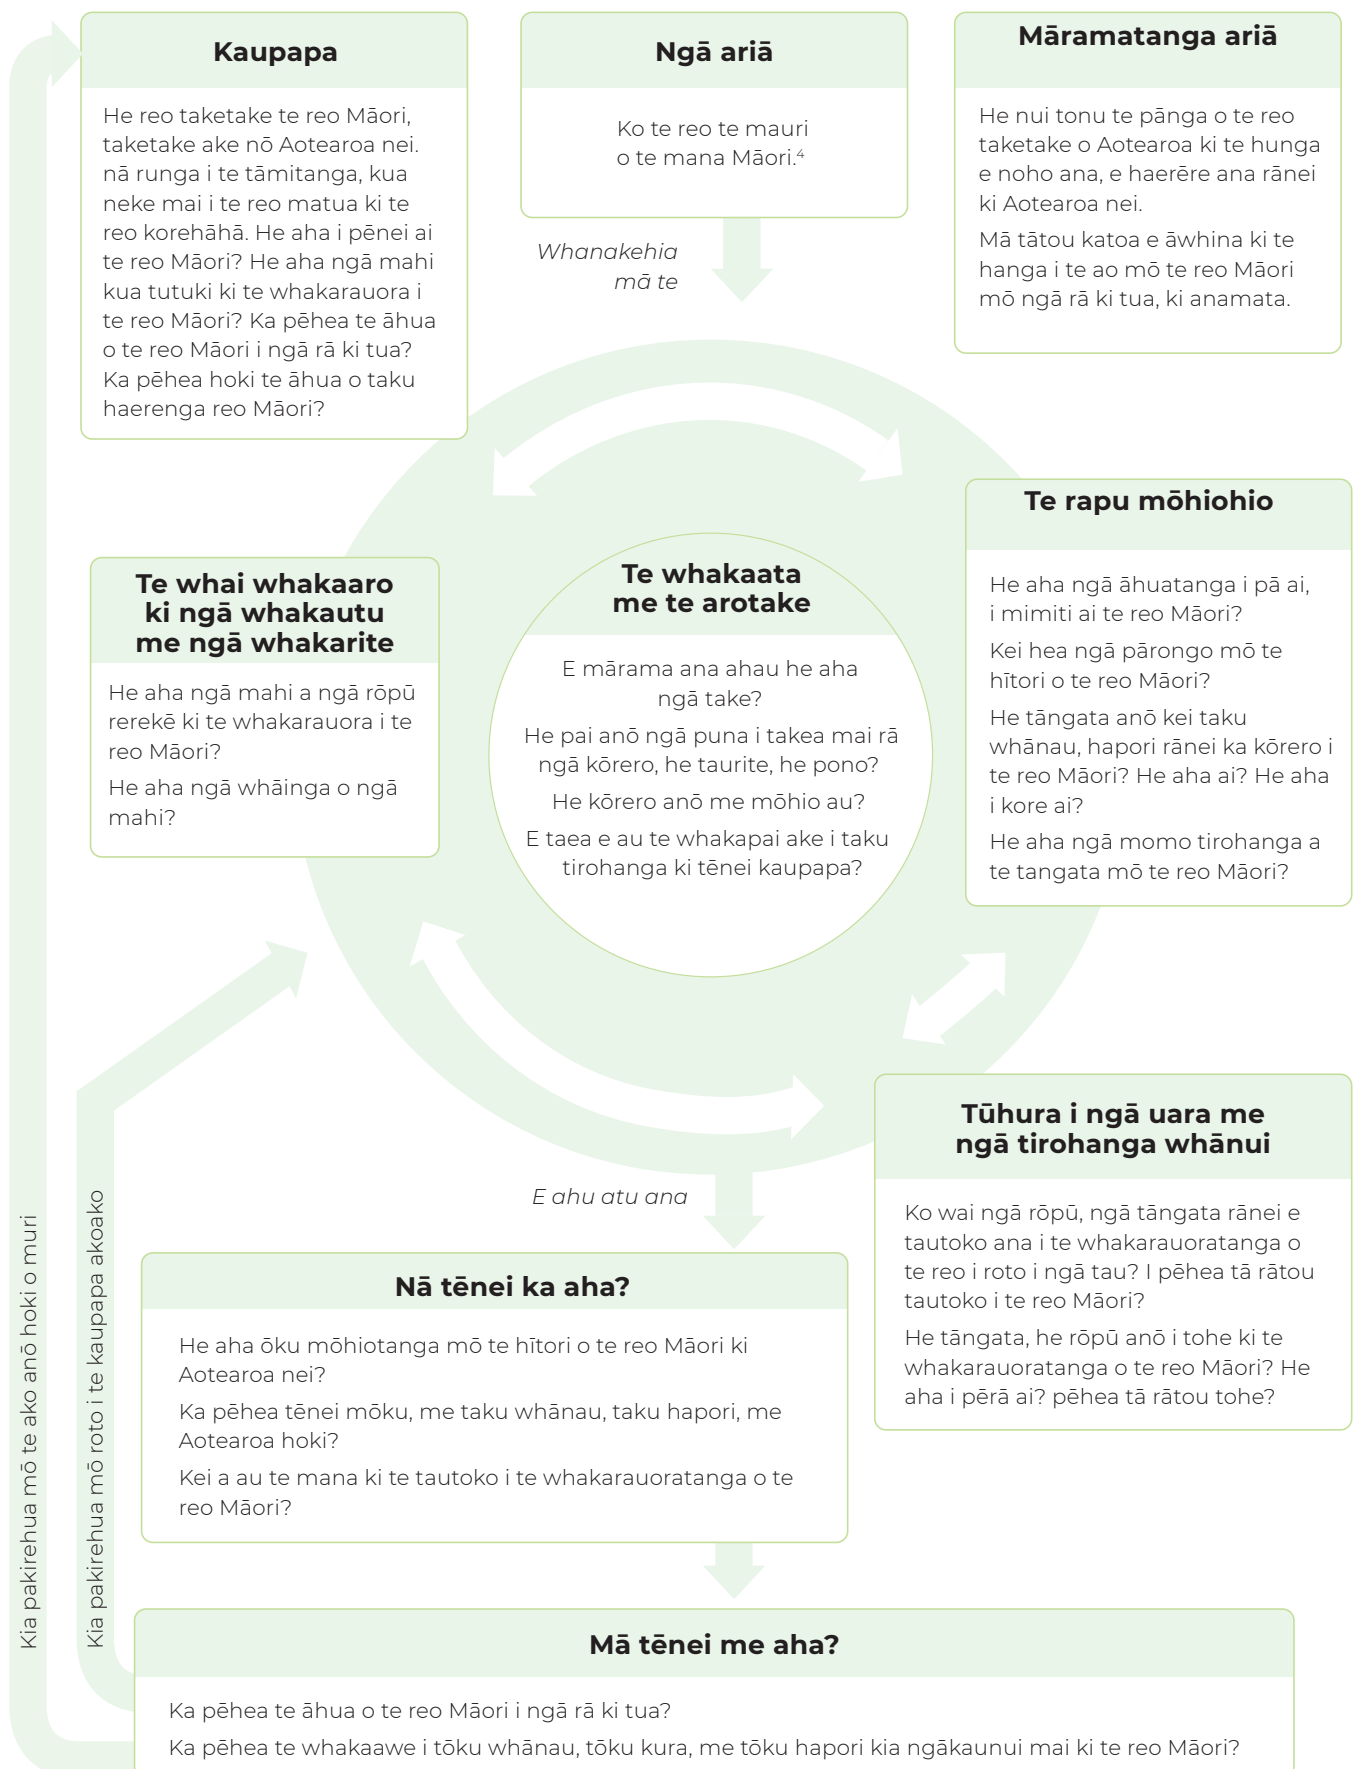 Kaupapa
He reo taketake te reo Māori,
taketake ake nō Aotearoa nei.
nā runga i te tāmitanga, kua
neke mai i te reo matua ki te
reo korehāhā. He aha i pēnei ai
te reo Māori? He aha ngā mahi
kua tutuki ki te whakarauora i
te reo Māori? Ka pēhea te āhua
o te reo Māori i ngā rā ki tua?
Ka pēhea hoki te āhua o taku
haerenga reo Māori?
Ngā ariā
Ko te reo te mauri
o te mana Māori.⁴
Whanakehia
mā te
Māramatanga ariā
He nui tonu te pānga o te reo
taketake o Aotearoa ki te hunga
e noho ana, e haerēre ana rānei
ki Aotearoa nei.
Mā tātou katoa e āwhina ki te
hanga i te ao mō te reo Māori
mō ngā rā ki tua, ki anamata.
Te rapu mōhiohio
He aha ngā āhuatanga i pā ai,
i mimiti ai te reo Māori?
Kei hea ngā pārongo mō te
hītori o te reo Māori?
He tāngata anō kei taku
whānau, hapori rānei ka kōrero i
te reo Māori? He aha ai? He aha
i kore ai?
He aha ngā momo tirohanga a
te tangata mō te reo Māori?
Te whai whakaaro
ki ngā whakautu
me ngā whakarite
He aha ngā mahi a ngā rōpū
rerekē ki te whakarauora i te
reo Māori?
He aha ngā whāinga o ngā
mahi?
Te whakaata
me te arotake
E mārama ana ahau he aha
ngā take?
He pai anō ngā puna i takea mai rā
ngā kōrero, he taurite, he pono?
He kōrero anō me mōhio au?
E taea e au te whakapai ake i taku
tirohanga ki tēnei kaupapa?
Tūhura i ngā uara me
ngā tirohanga whānui
Ko wai ngā rōpū, ngā tāngata rānei e
tautoko ana i te whakarauoratanga o
te reo i roto i ngā tau? I pēhea tā rātou
tautoko i te reo Māori?
He tāngata, he rōpū anō i tohe ki te
whakarauoratanga o te reo Māori? He
aha i pērā ai? pēhea tā rātou tohe?
E ahu atu ana
Nā tēnei ka aha?
He aha ōku mōhiotanga mō te hītori o te reo Māori ki
Aotearoa nei?
Ka pēhea tēnei mōku, me taku whānau, taku hapori, me
Aotearoa hoki?
Kei a au te mana ki te tautoko i te whakarauoratanga o te
reo Māori?
Kia pakirehua mō te ako anō hoki o muri
Kia pakirehua mō roto i te kaupapa akoako
Mā tēnei me aha?
Ka pēhea te āhua o te reo Māori i ngā rā ki tua?
Ka pēhea te whakaawe i tōku whānau, tōku kura, me tōku hapori kia ngākaunui mai ki te reo Māori?